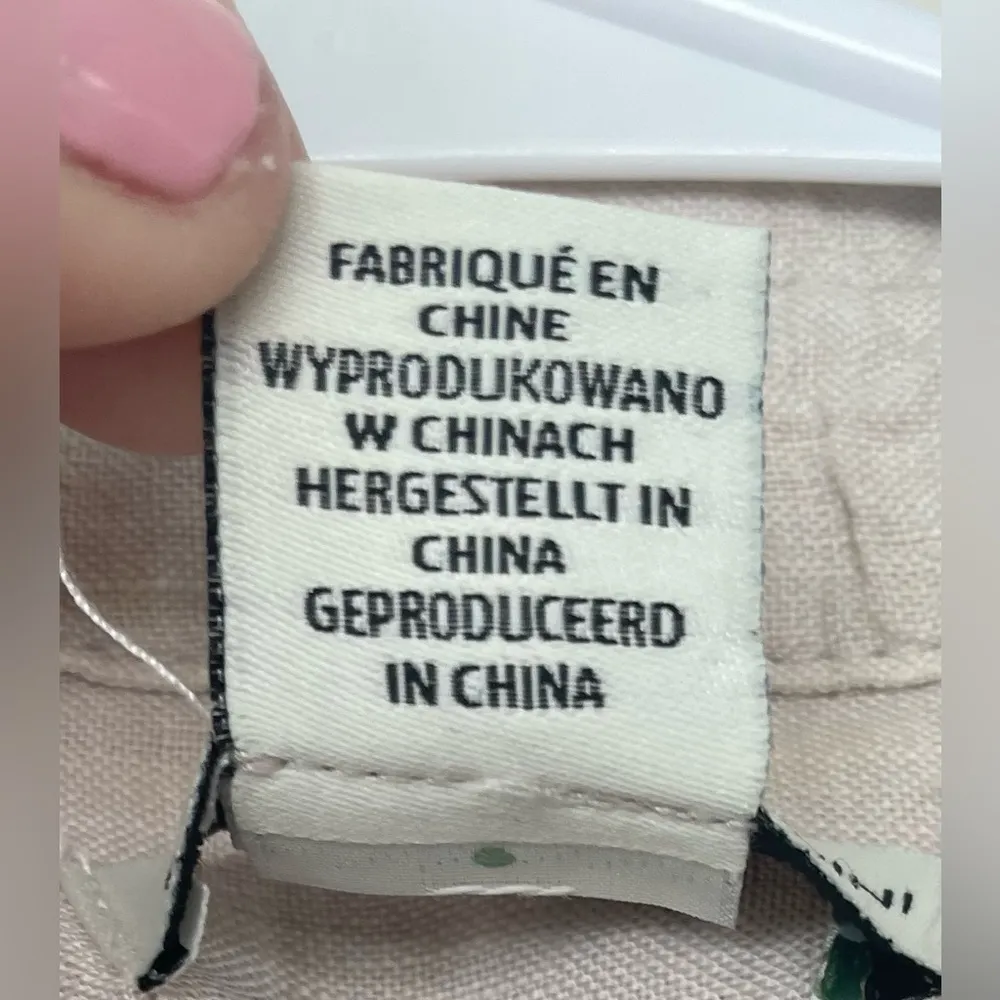 FABRIQUÉ EN
CHINE
WYPRODUKOWANO
W CHINACH
HERGESTELLT IN
CHINA
GEPRODUCEERD
IN CHINA